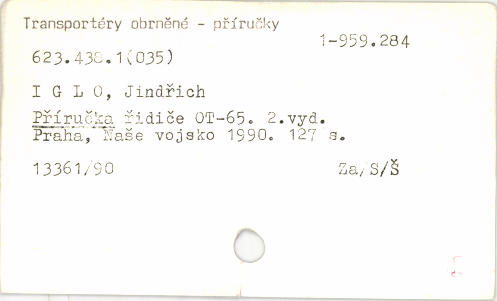 Transportéry obrněné - příručky
1-959.284
623.438.1(035)
I G L O, Jindřich
Příručka řidiče OT-65. 2.vyd.
Praha, Naše vojsko 1990. 127 s.
13361/90 Za/S/Š